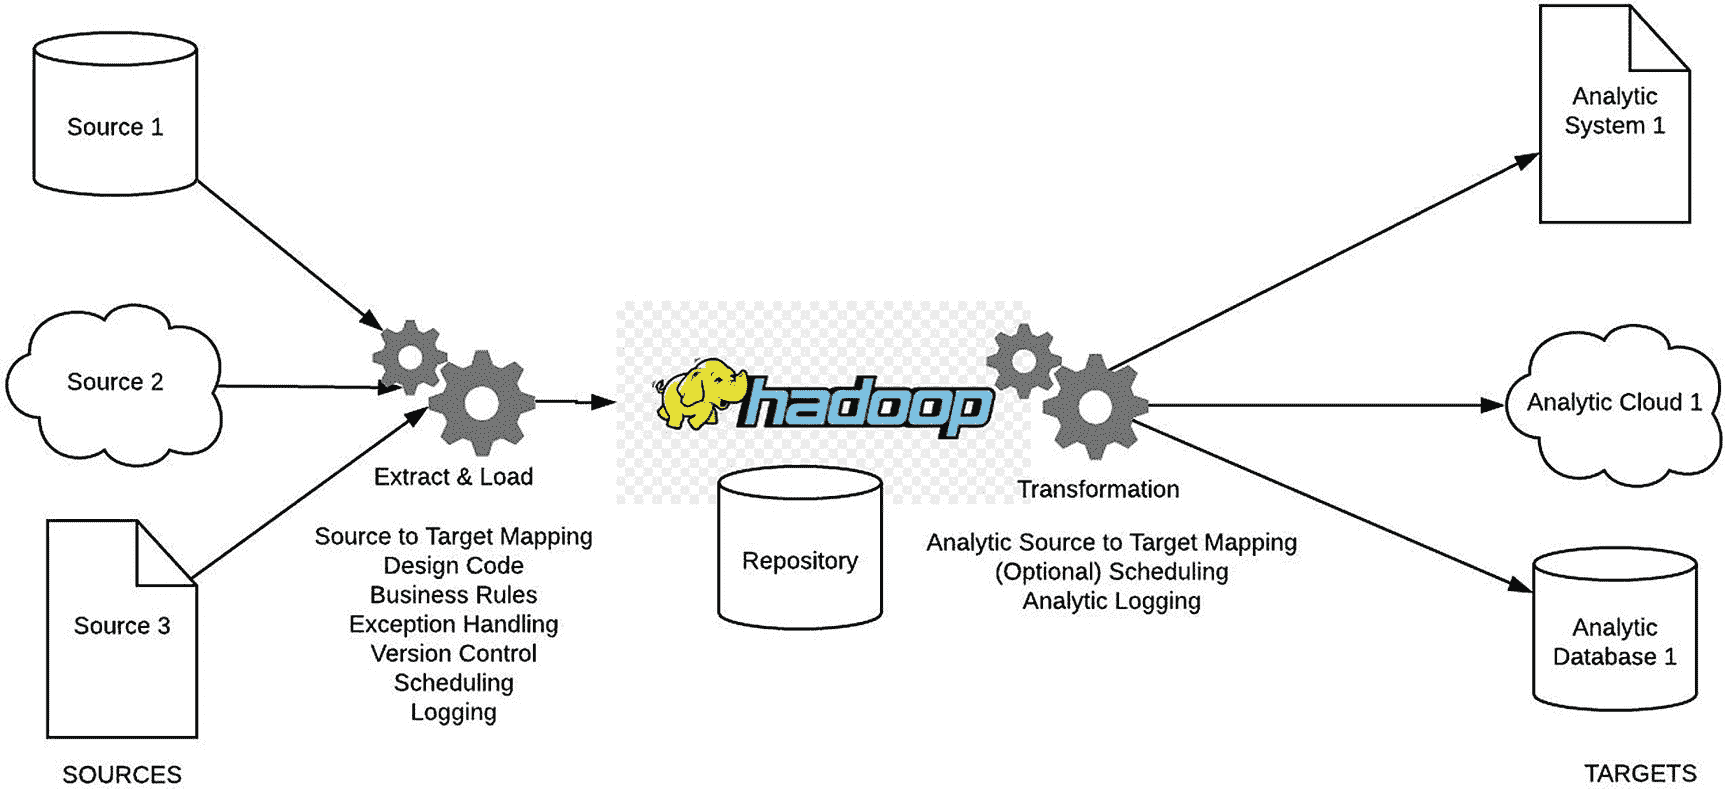 Source 1
Source 2
Source 3
SOURCES
Extract & Load
Source to Target Mapping
Design Code
Business Rules
Exception Handling
Version Control
Scheduling
Logging
hadoop
Repository
Transformation
Analytic Source to Target Mapping
(Optional) Scheduling
Analytic Logging
Analytic
System 1
Analytic Cloud 1
Analytic
Database 1
TARGETS